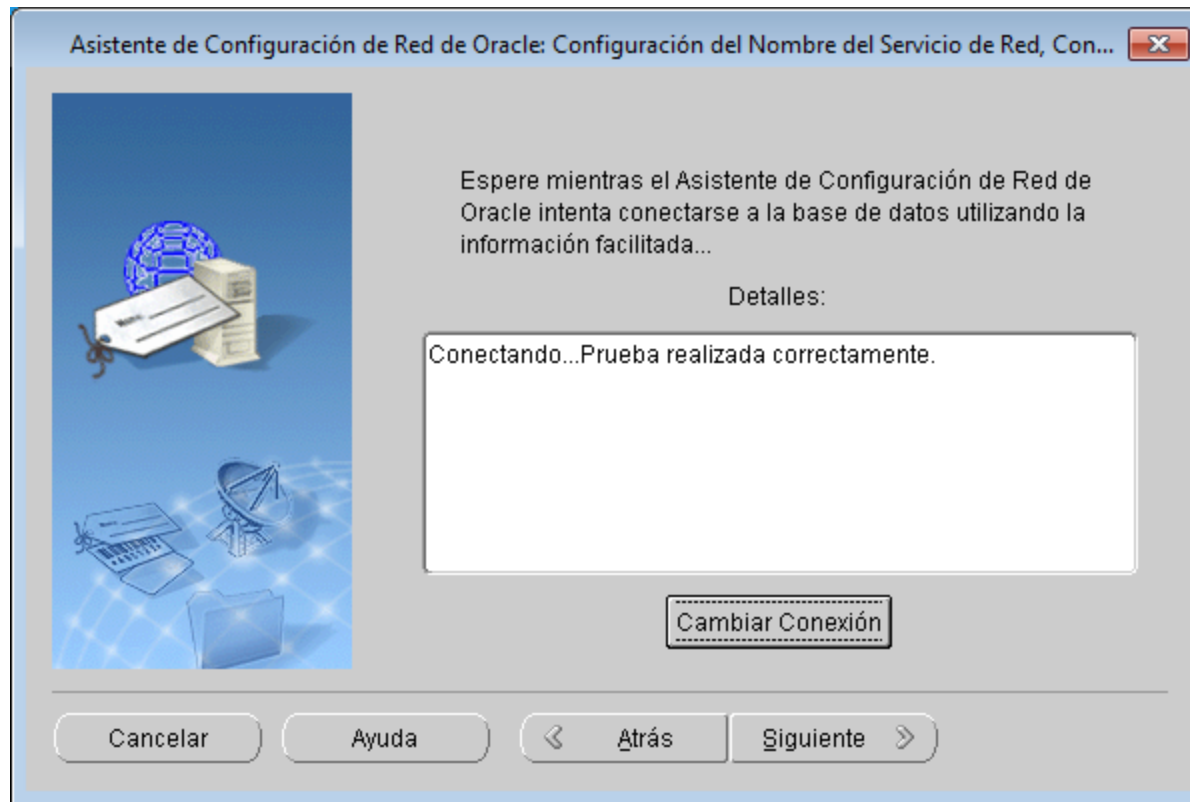 Asistente de Configuración de Red de Oracle: Configuración del Nombre del Servicio de Red, Con...
Espere mientras el Asistente de Configuración de Red de
Oracle intenta conectarse a la base de datos utilizando la
información facilitada...
Detalles:
Conectando...Prueba realizada correctamente.
Cambiar Conexión
Cancelar
Ayuda
Atrás
Siguiente